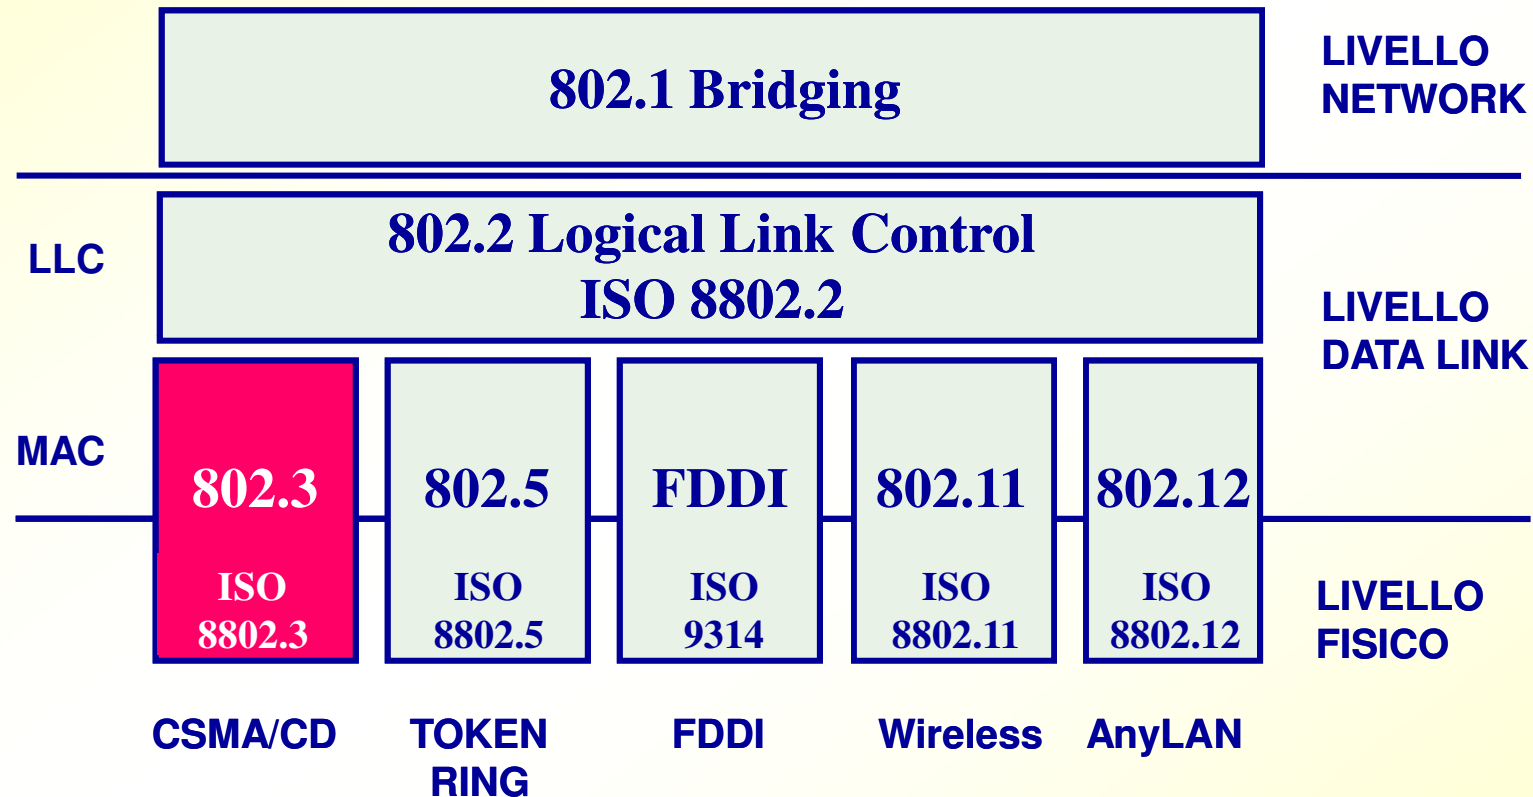 802.1 Bridging
LIVELLO
NETWORK
LLC
802.2 Logical Link Control
ISO 8802.2
LIVELLO
DATA LINK
MAC
802.3
ISO
8802.3
802.5
ISO
8802.5
FDDI
ISO
9314
802.11
ISO
8802.11
802.12
ISO
8802.12
LIVELLO
FISICO
CSMA/CD
TOKEN
RING
FDDI
Wireless
AnyLAN